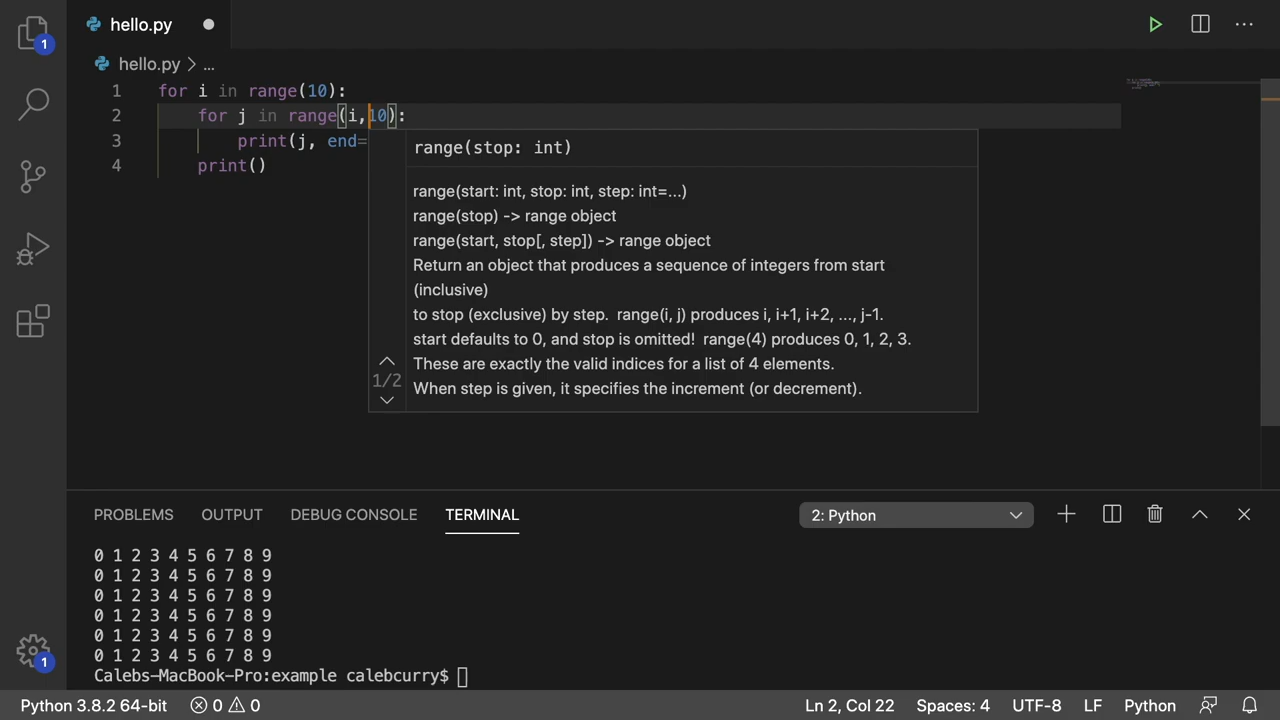 hello.py
1
hello.py > ...
1 for i in range(10):
2 for j in range(i,10):
3 print(j, end=
4 print()
range(stop: int)
range(start: int, stop: int, step: int=...)
range(stop) -> range object
range(start, stop[, step]) -> range object
Return an object that produces a sequence of integers from start
(inclusive)
to stop (exclusive) by step.  range(i, j) produces i, i+1, i+2, ..., j-1.
start defaults to 0, and stop is omitted!  range(4) produces 0, 1, 2, 3.
These are exactly the valid indices for a list of 4 elements.
1/2
When step is given, it specifies the increment (or decrement).
PROBLEMS OUTPUT DEBUG CONSOLE TERMINAL 2: Python
0 1 2 3 4 5 6 7 8 9
0 1 2 3 4 5 6 7 8 9
0 1 2 3 4 5 6 7 8 9
0 1 2 3 4 5 6 7 8 9
0 1 2 3 4 5 6 7 8 9
0 1 2 3 4 5 6 7 8 9
Calebs-MacBook-Pro:example calebcurry$
1
Python 3.8.2 64-bit 0 0 Ln 2, Col 22 Spaces: 4 UTF-8 LF Python